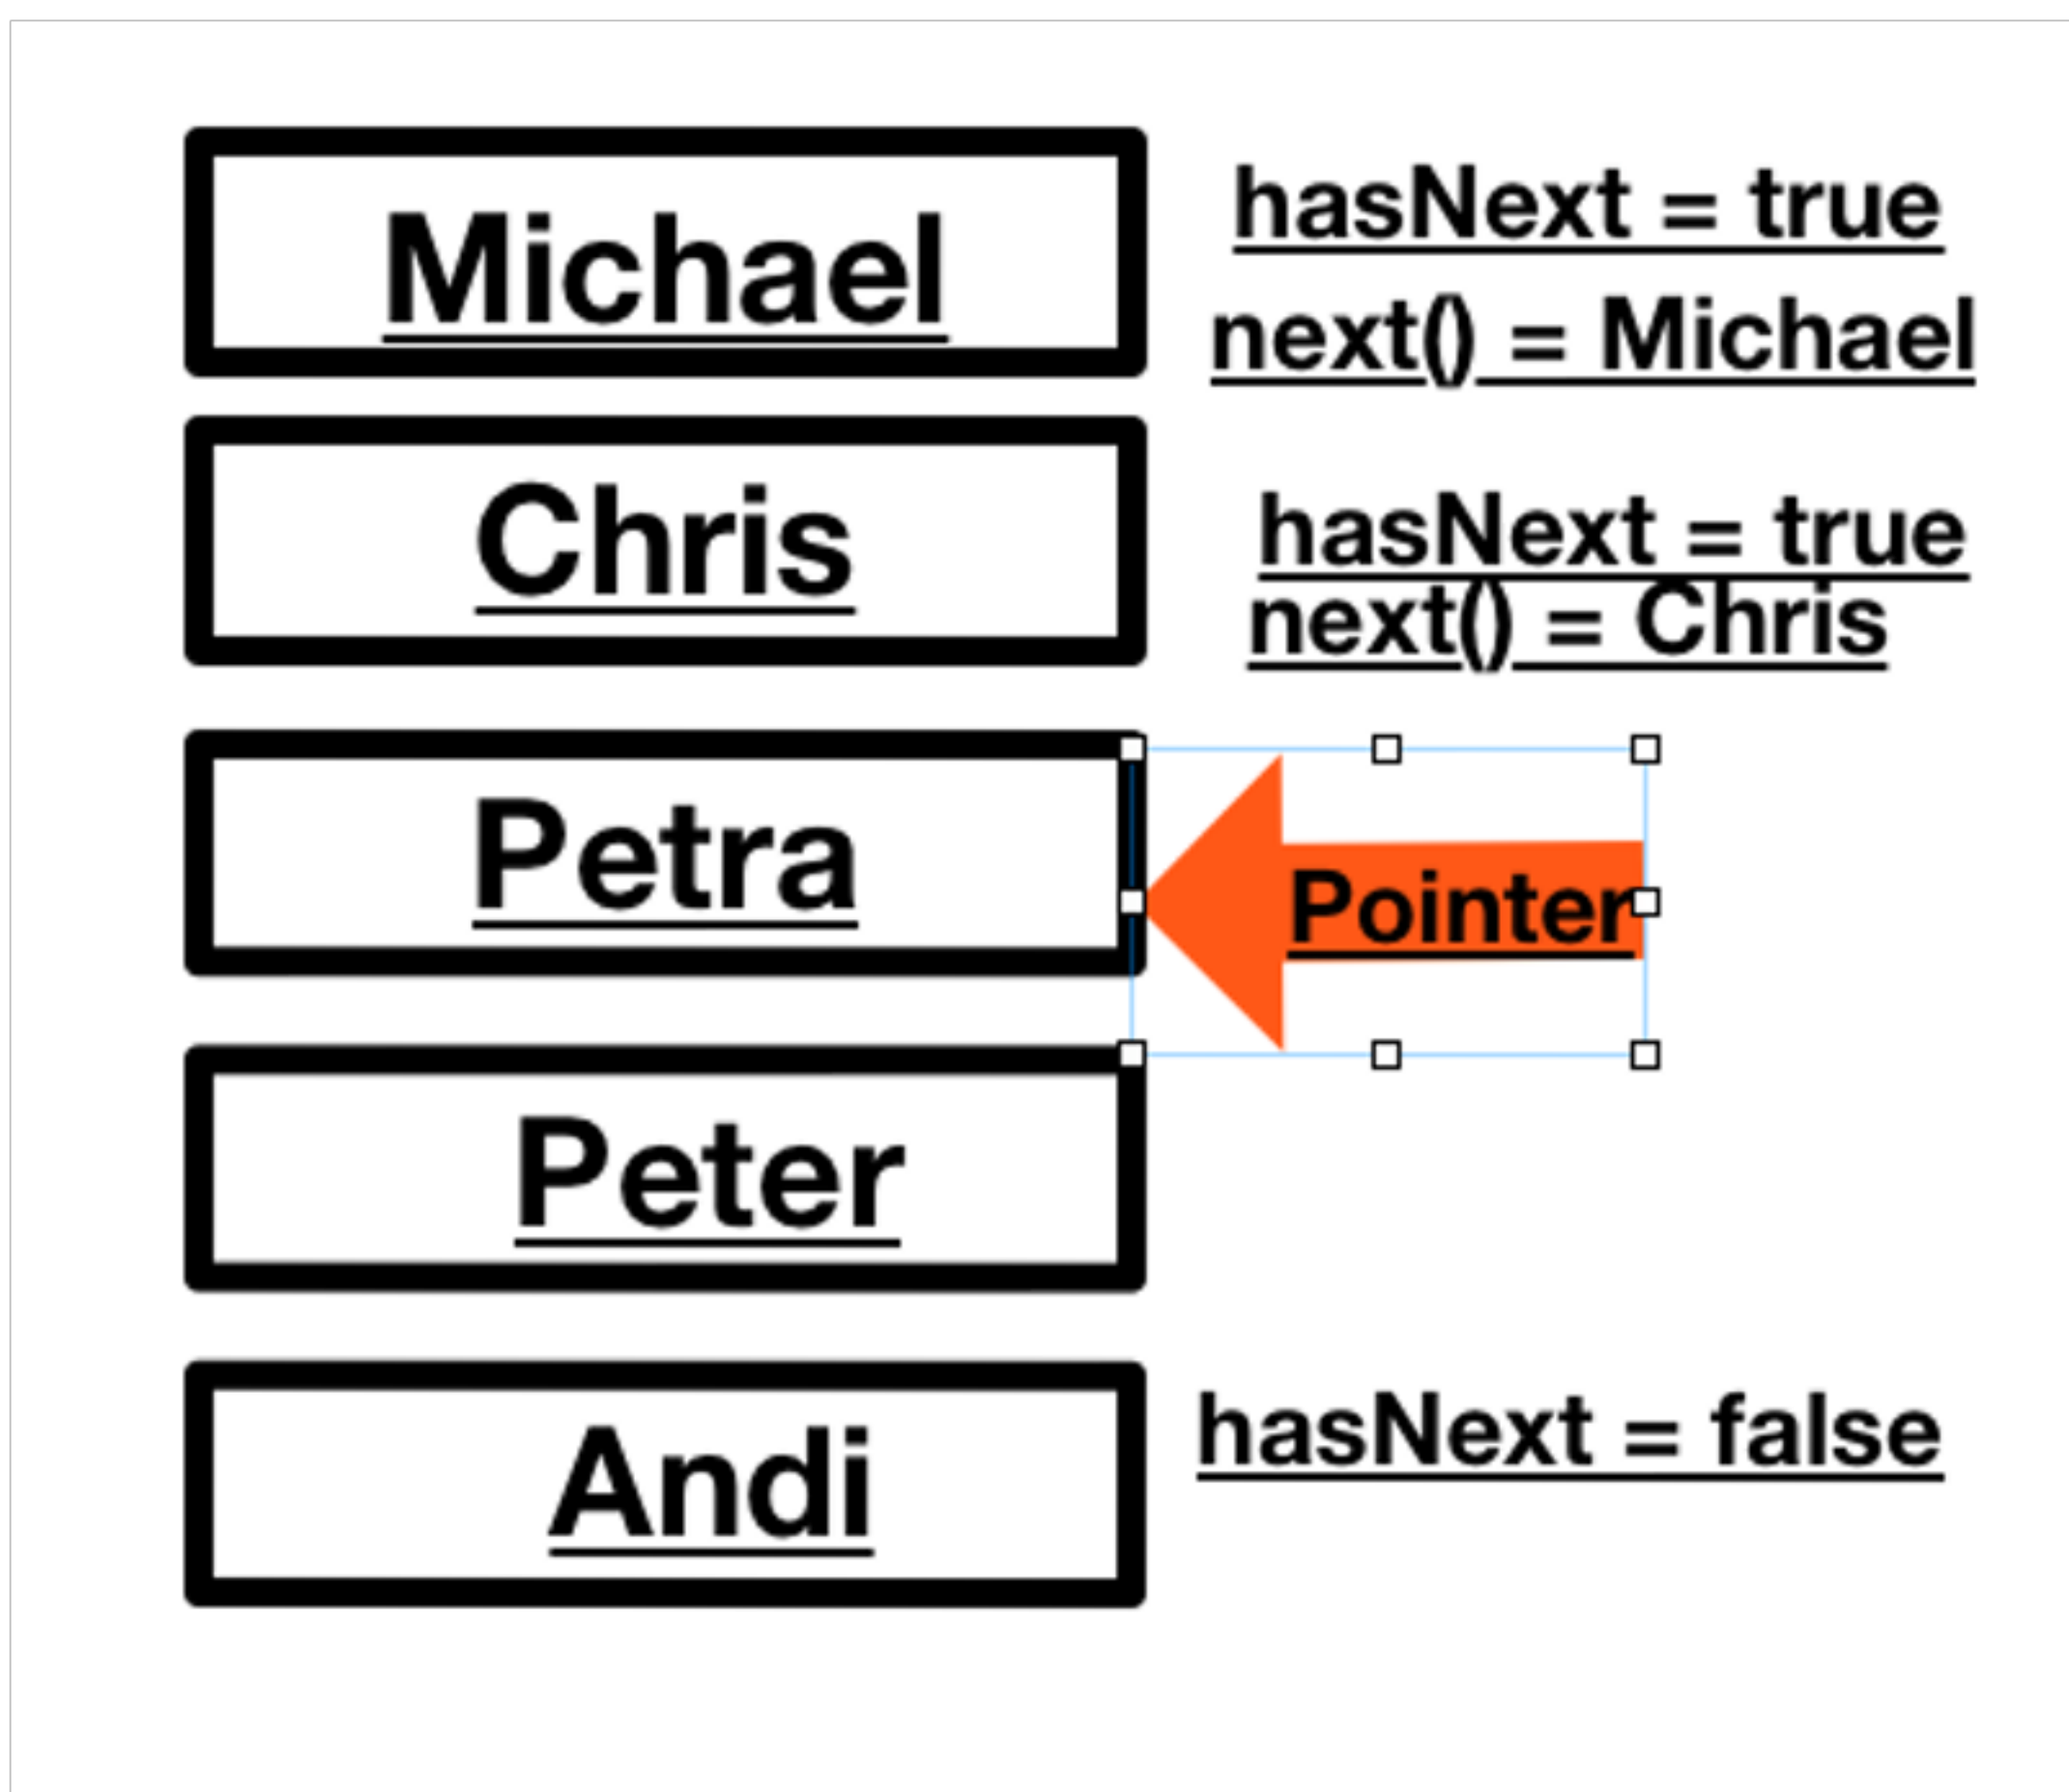 Michael
hasNext = true
next() = Michael
Chris
hasNext = true
next() = Chris
Petra
Pointer
Peter
Andi
hasNext = false